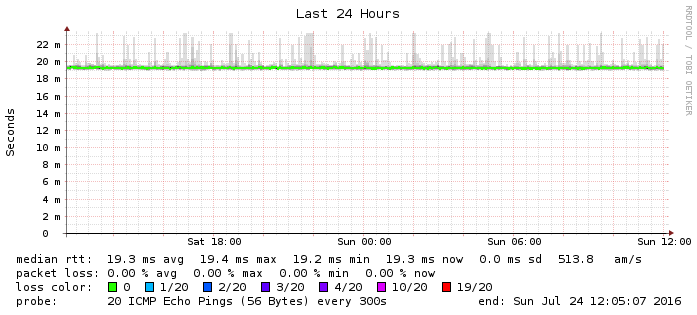 Last 24 Hours
RRDTOOL / TOBI OETIKER
Seconds
22 m
20 m
18 m
16 m
14 m
12 m
10 m
8 m
6 m
4 m
2 m
0
Sat 18:00 Sun 00:00 Sun 06:00 Sun 12:00
median rtt: 19.3 ms avg 19.4 ms max 19.2 ms min 19.3 ms now 0.0 ms sd 513.8 am/s
packet loss: 0.00 % avg 0.00 % max 0.00 % min 0.00 % now
loss color: 0 1/20 2/20 3/20 4/20 10/20 19/20
probe: 20 ICMP Echo Pings (56 Bytes) every 300s end: Sun Jul 24 12:05:07 2016